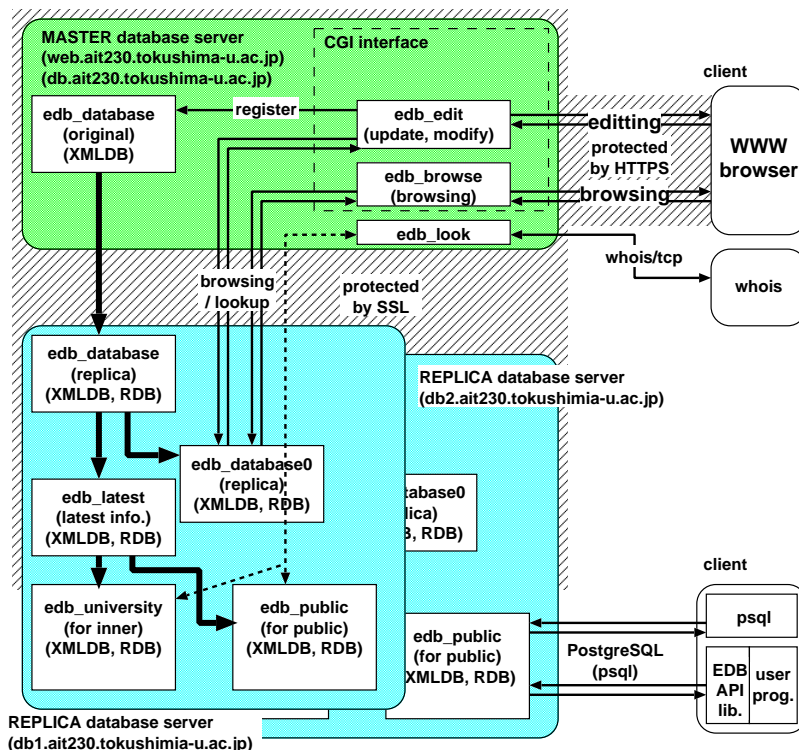 MASTER database server
(web.ait230.tokushima-u.ac.jp)
(db.ait230.tokushima-u.ac.jp)
CGI interface
client
edb_database
(original)
(XMLDB)
register
edb_edit
(update, modify)
editting
protected
by HTTPS
WWW
browser
edb_browse
(browsing)
browsing
edb_look
whois/tcp
whois
browsing
/ lookup
protected
by SSL
edb_database
(replica)
(XMLDB, RDB)
REPLICA database server
(db2.ait230.tokushimia-u.ac.jp)
edb_database0
(replica)
(XMLDB, RDB)
tabase0
lica)
B, RDB)
edb_latest
(latest info.)
(XMLDB, RDB)
client
edb_university
(for inner)
(XMLDB, RDB)
edb_public
(for public)
(XMLDB, RDB)
edb_public
(for public)
(XMLDB, RDB)
PostgreSQL
(psql)
psql
EDB
API
lib.
user
prog.
REPLICA database server
(db1.ait230.tokushimia-u.ac.jp)